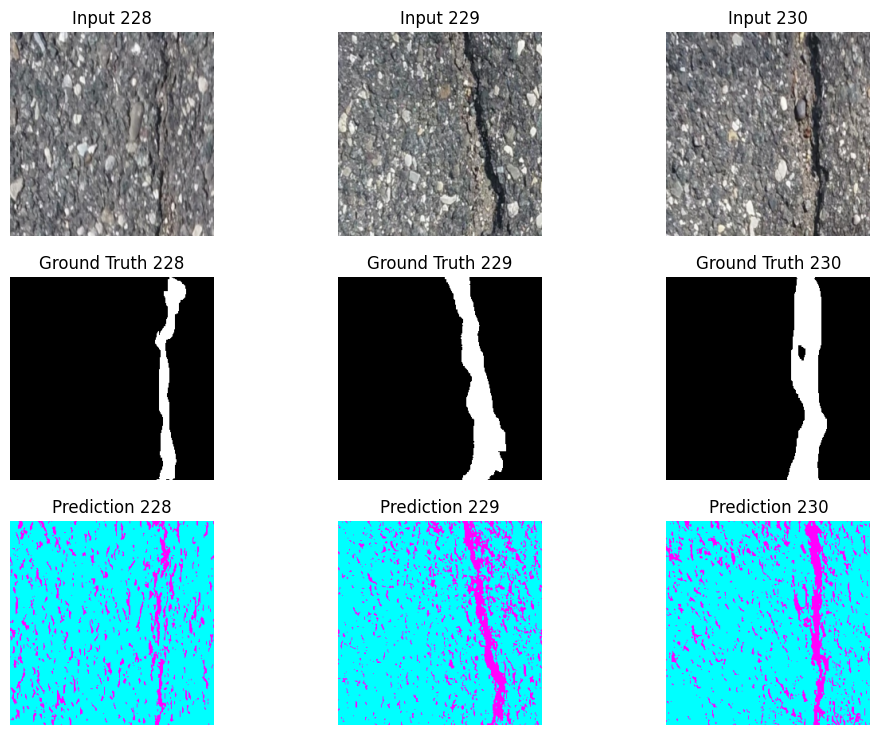 Input 228
Input 229
Input 230
Ground Truth 228
Ground Truth 229
Ground Truth 230
Prediction 228
Prediction 229
Prediction 230